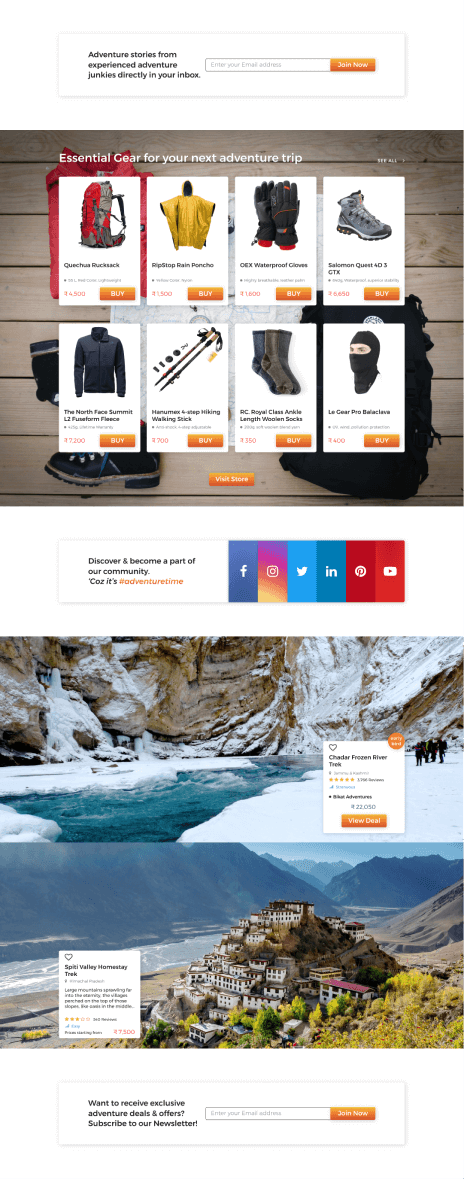 Adventure stories from
experienced adventure
junkies directly in your inbox.
Enter your Email address
Join Now
Essential Gear for your next adventure trip
SEE ALL
Quechua Rucksack
55 L, Red Color, Lightweight
₹ 4,500
BUY
RipStop Rain Poncho
Yellow Color, Nylon
₹ 1,500
BUY
OEX Waterproof Gloves
Highly breathable, leather palm
₹ 1,600
BUY
Salomon Quest 4D 3
GTX
650g, Waterproof, superior stability
₹ 6,650
BUY
The North Face Summit
L2 Fuseform Fleece
420g, Lifetime Warranty
₹ 7,200
BUY
Hanumex 4-step Hiking
Walking Stick
Anti-shock, 4-step adjustable
₹ 700
BUY
RC. Royal Class Ankle
Length Woolen Socks
200g, soft woolen-blend yarn
₹ 350
BUY
Le Gear Pro Balaclava
UV, wind, pollution protection
₹ 400
BUY
Visit Store
Discover & become a part of
our community.
'Coz it's #adventuretime
early
bird
Chadar Frozen River
Trek
Jammu & Kashmir
Reviews
Shimered
Bikat Adventures
₹ 22,050
View Deal
Spiti Valley Homestay
Trek
Himachal Pradesh
Large mountains sprawling far
into the eternity, the villages
perched on the top of those
slopes, like oases in the middle...
240 Reviews
Easy
Prices starting from
₹ 7,500
Want to receive exclusive
adventure deals & offers?
Subscribe to our Newsletter!
Enter your Email address
Join Now